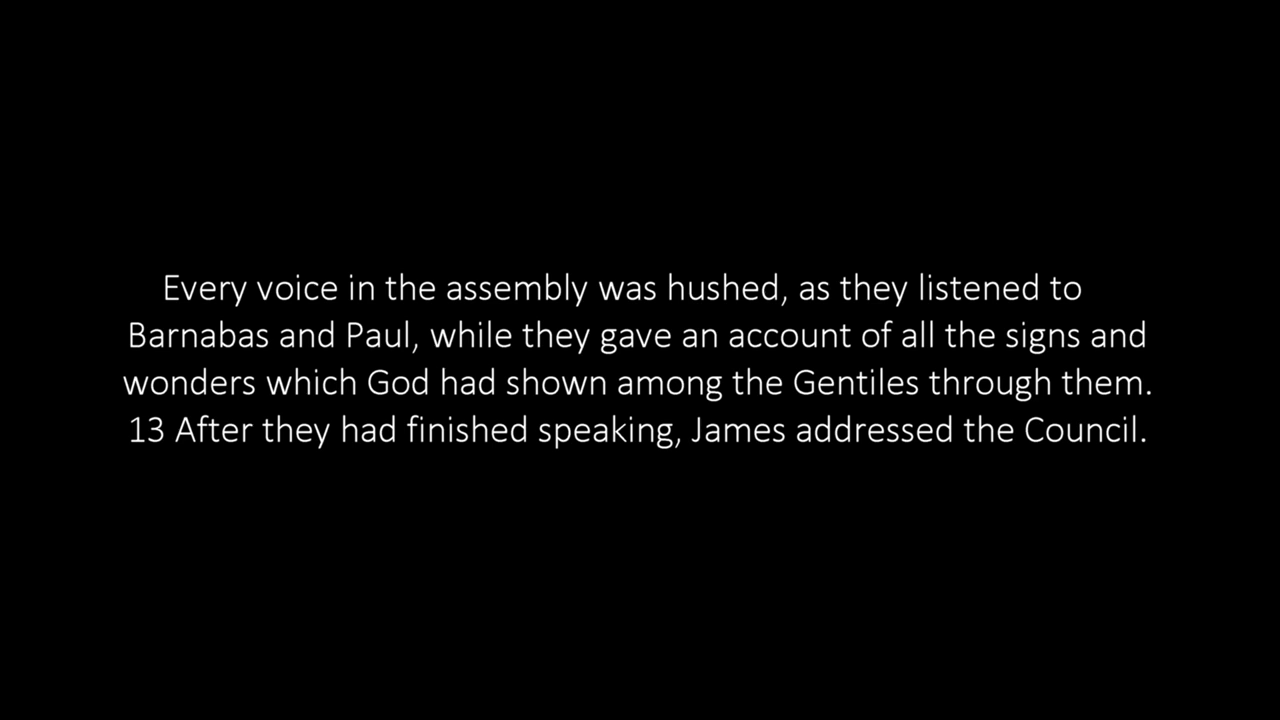 Every voice in the assembly was hushed, as they listened to
Barnabas and Paul, while they gave an account of all the signs and
wonders which God had shown among the Gentiles through them.
13 After they had finished speaking, James addressed the Council.